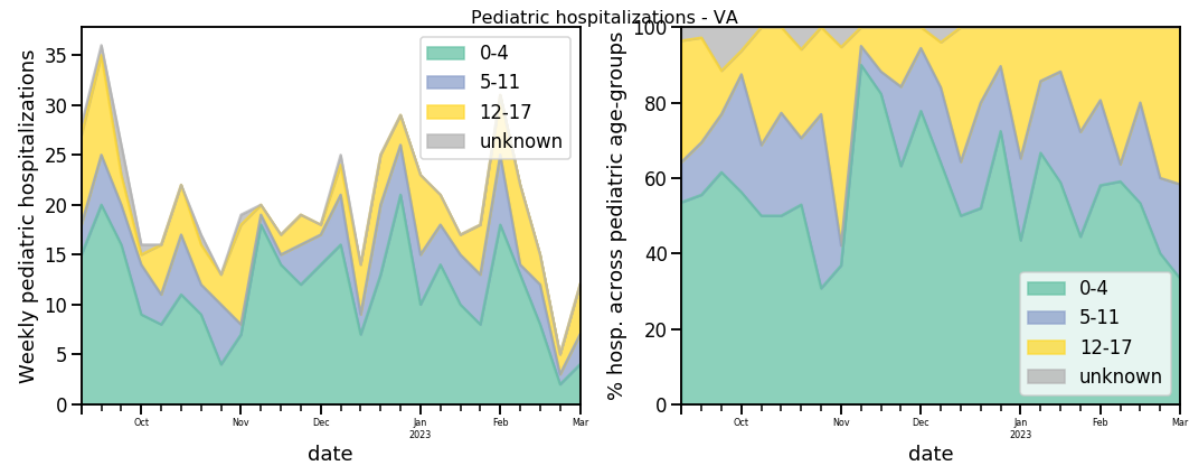 Pediatric hospitalizations - VA
Weekly pediatric hospitalizations
35
30
25
20
15
10
5
0
0-4
5-11
12-17
unknown
Oct
Nov
Dec
Jan
2023
Feb
Mar
date
% hosp. across pediatric age-groups
100
80
60
40
20
0
0-4
5-11
12-17
unknown
Oct
Nov
Dec
Jan
2023
Feb
Mar
date